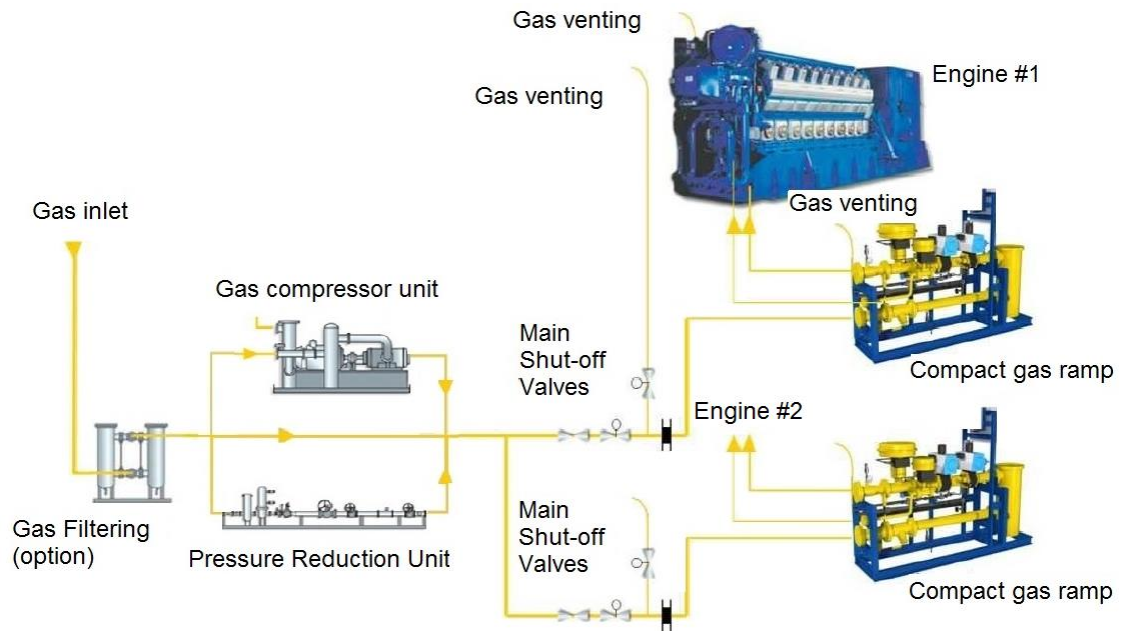 Gas venting
Engine #1
Gas venting
Gas venting
Gas inlet
Gas compressor unit
Main
Shut-off
Valves
Compact gas ramp
Engine #2
Gas Filtering
(option)
Pressure Reduction Unit
Main
Shut-off
Valves
Compact gas ramp